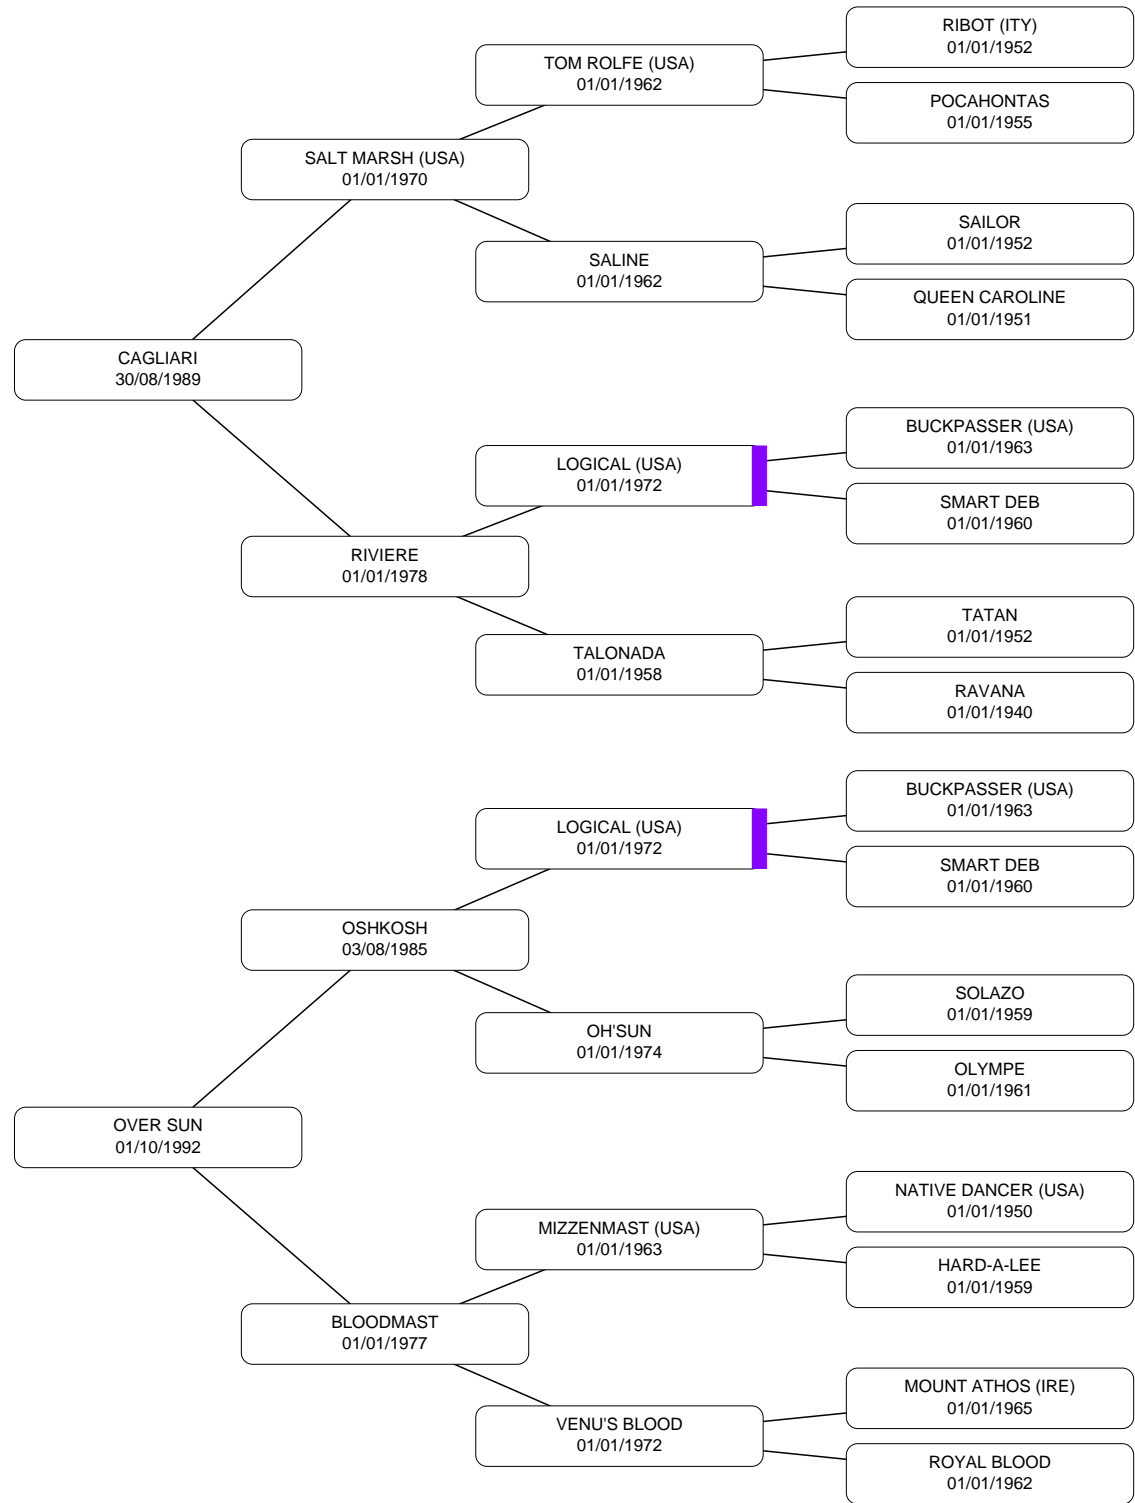 RIBOT (ITY)
01/01/1952
TOM ROLFE (USA)
01/01/1962
POCAHONTAS
01/01/1955
SALT MARSH (USA)
01/01/1970
SAILOR
01/01/1952
SALINE
01/01/1962
QUEEN CAROLINE
01/01/1951
CAGLIARI
30/08/1989
BUCKPASSER (USA)
01/01/1963
LOGICAL (USA)
01/01/1972
SMART DEB
01/01/1960
RIVIERE
01/01/1978
TATAN
01/01/1952
TALONADA
01/01/1958
RAVANA
01/01/1940
BUCKPASSER (USA)
01/01/1963
LOGICAL (USA)
01/01/1972
SMART DEB
01/01/1960
OSHKOSH
03/08/1985
SOLAZO
01/01/1959
OH'SUN
01/01/1974
OLYMPE
01/01/1961
OVER SUN
01/10/1992
NATIVE DANCER (USA)
01/01/1950
MIZZENMAST (USA)
01/01/1963
HARD-A-LEE
01/01/1959
BLOODMAST
01/01/1977
MOUNT ATHOS (IRE)
01/01/1965
VENU'S BLOOD
01/01/1972
ROYAL BLOOD
01/01/1962